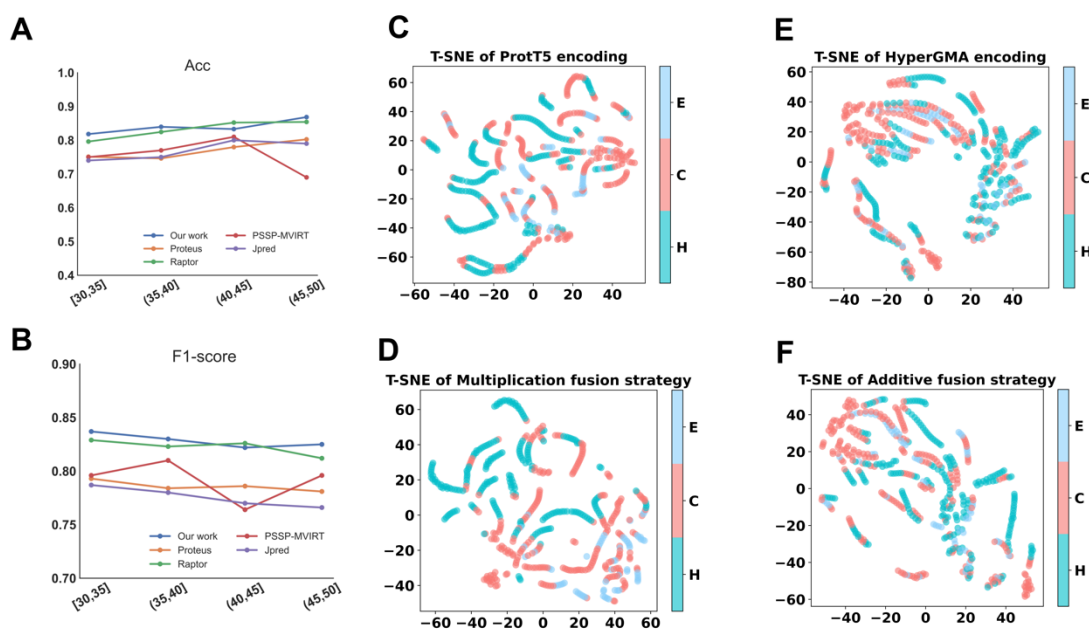 A
Acc
1.0
0.9
0.8
0.7
0.6
0.5
0.4
Our work
Proteus
Raptor
PSSP-MVIRT
Jpred
[30,35]
(35,40]
(40,45]
(45,50]
B
F1-score
0.90
0.85
0.80
0.75
0.70
Our work
Proteus
Raptor
PSSP-MVIRT
Jpred
[30,35]
(35,40]
(40,45]
(45,50]
C
T-SNE of ProtT5 encoding
60
40
20
0
−20
−40
−60
−60 −40 −20 0 20 40
E
C
H
D
T-SNE of Multiplication fusion strategy
60
40
20
0
−20
−40
−60 −40 −20 0 20 40 60
E
C
H
E
T-SNE of HyperGMA encoding
60
40
20
0
−20
−40
−60
−80
−40 −20 0 20 40
E
C
H
F
T-SNE of Additive fusion strategy
40
20
0
−20
−40
−60
−40 −20 0 20 40
E
C
H